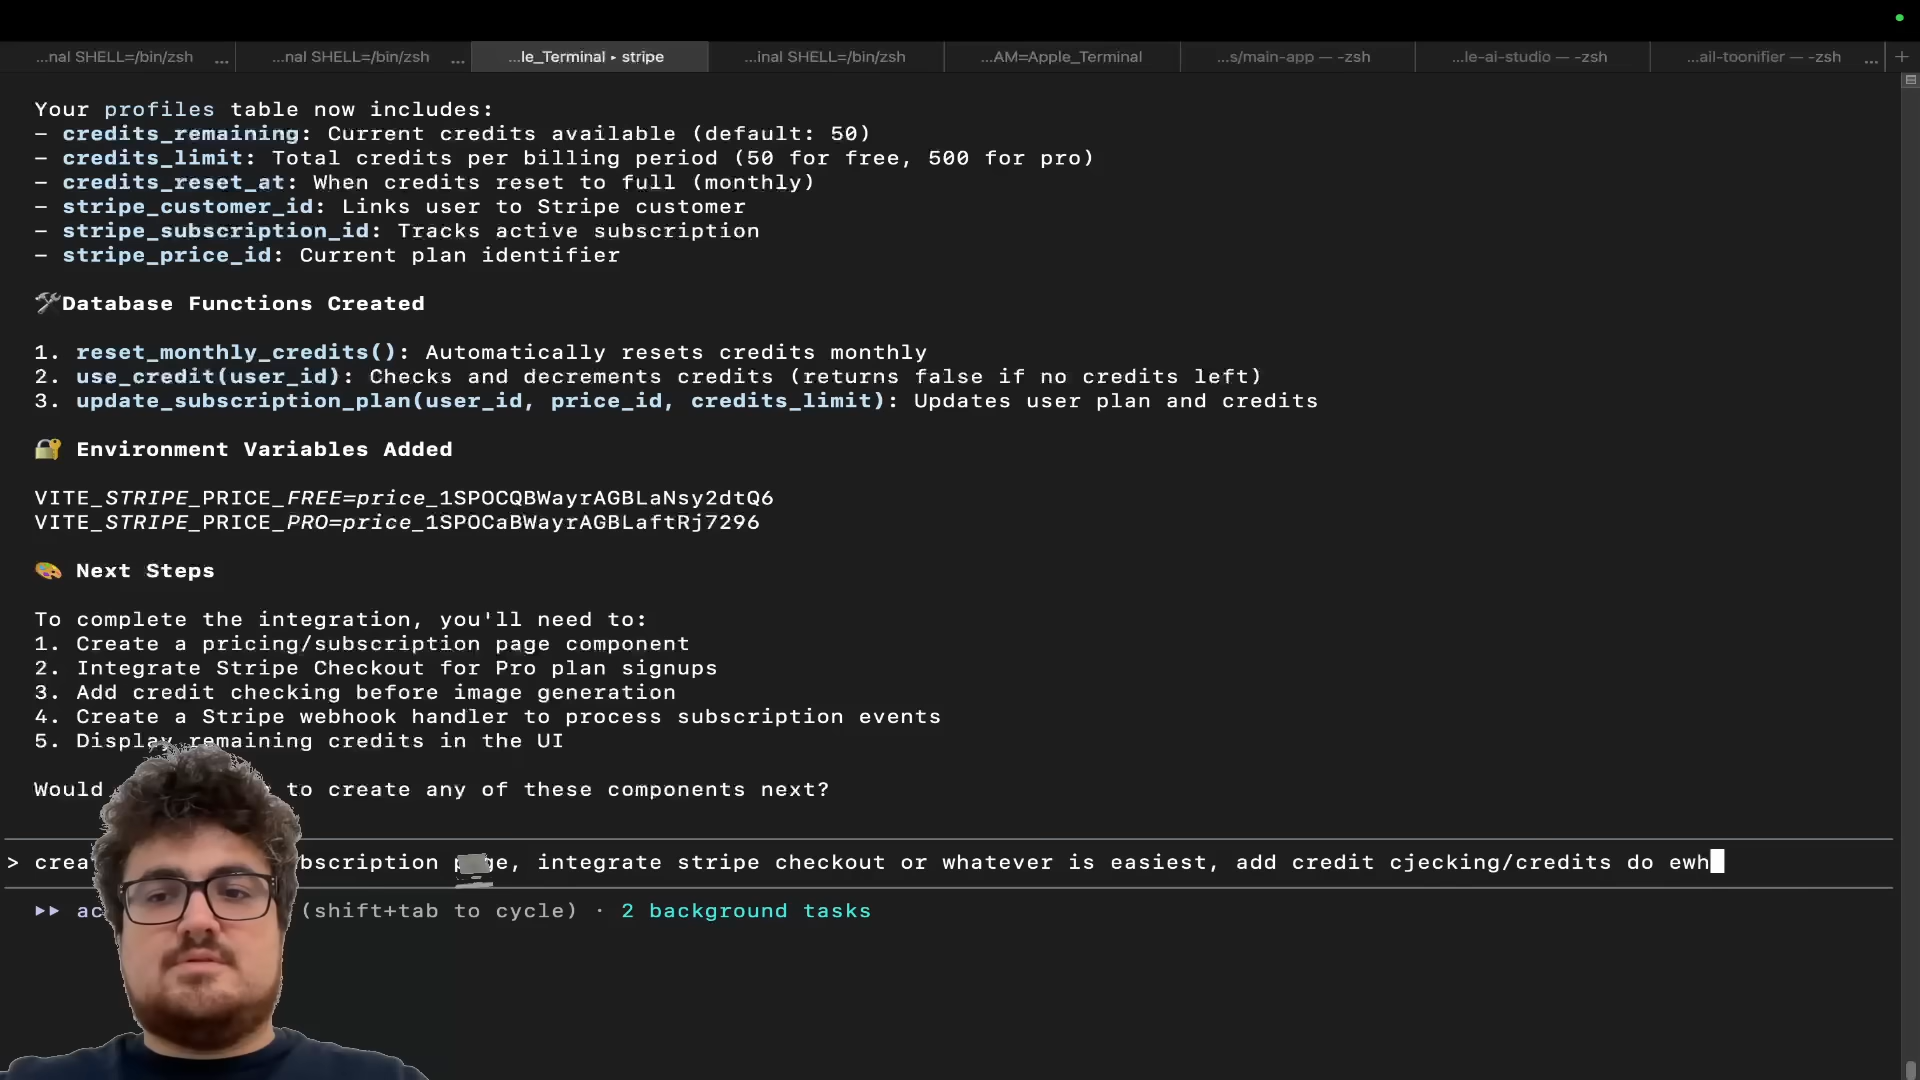 ...nal SHELL=/bin/zsh ... ...nal SHELL=/bin/zsh ... ...le_Terminal ▸ stripe ...inal SHELL=/bin/zsh ...AM=Apple_Terminal ...s/main-app — -zsh ...le-ai-studio — -zsh ...ail-toonifier — -zsh ... +
Your profiles table now includes:
- credits_remaining: Current credits available (default: 50)
- credits_limit: Total credits per billing period (50 for free, 500 for pro)
- credits_reset_at: When credits reset to full (monthly)
- stripe_customer_id: Links user to Stripe customer
- stripe_subscription_id: Tracks active subscription
- stripe_price_id: Current plan identifier
🛠️Database Functions Created
1. reset_monthly_credits(): Automatically resets credits monthly
2. use_credit(user_id): Checks and decrements credits (returns false if no credits left)
3. update_subscription_plan(user_id, price_id, credits_limit): Updates user plan and credits
🔐 Environment Variables Added
VITE_STRIPE_PRICE_FREE=price_1SPOCQBWayrAGBLaNsy2dtQ6
VITE_STRIPE_PRICE_PRO=price_1SPOCaBWayrAGBLaftRj7296
🎨 Next Steps
To complete the integration, you'll need to:
1. Create a pricing/subscription page component
2. Integrate Stripe Checkout for Pro plan signups
3. Add credit checking before image generation
4. Create a Stripe webhook handler to process subscription events
5. Display remaining credits in the UI
Would to create any of these components next?
> crea bscription page, integrate stripe checkout or whatever is easiest, add credit cjecking/credits do ewh
▸▸ ac (shift+tab to cycle) · 2 background tasks